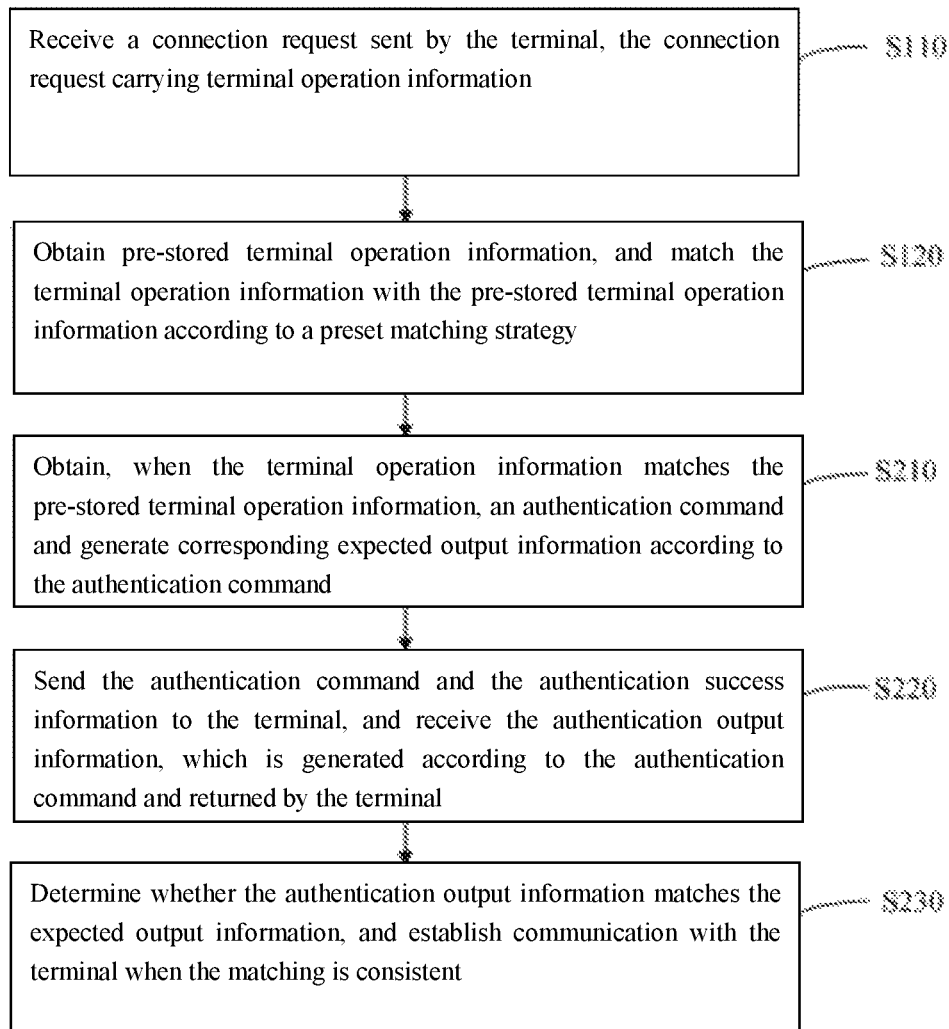 Receive a connection request sent by the terminal, the connection
request carrying terminal operation information
S110
Obtain pre-stored terminal operation information, and match the
terminal operation information with the pre-stored terminal operation
information according to a preset matching strategy
S120
Obtain, when the terminal operation information matches the
pre-stored terminal operation information, an authentication command
and generate corresponding expected output information according to
the authentication command
S210
Send the authentication command and the authentication success
information to the terminal, and receive the authentication output
information, which is generated according to the authentication
command and returned by the terminal
S220
Determine whether the authentication output information matches the
expected output information, and establish communication with the
terminal when the matching is consistent
S230